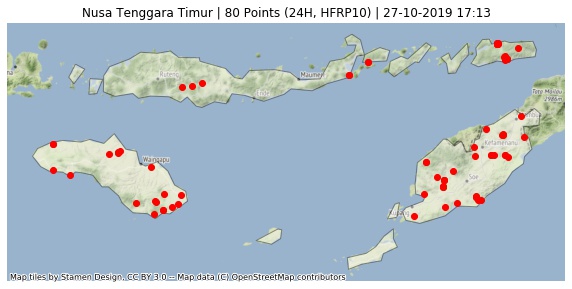 Nusa Tenggara Timur | 80 Points (24H, HFRP10) | 27-10-2019 17:13
Ruteng
Maumere
Ende
Waingapu
Kefamenanu
Soe
Kupang
Map tiles by Stamen Design, CC BY 3.0 -- Map data (C) OpenStreetMap contributors